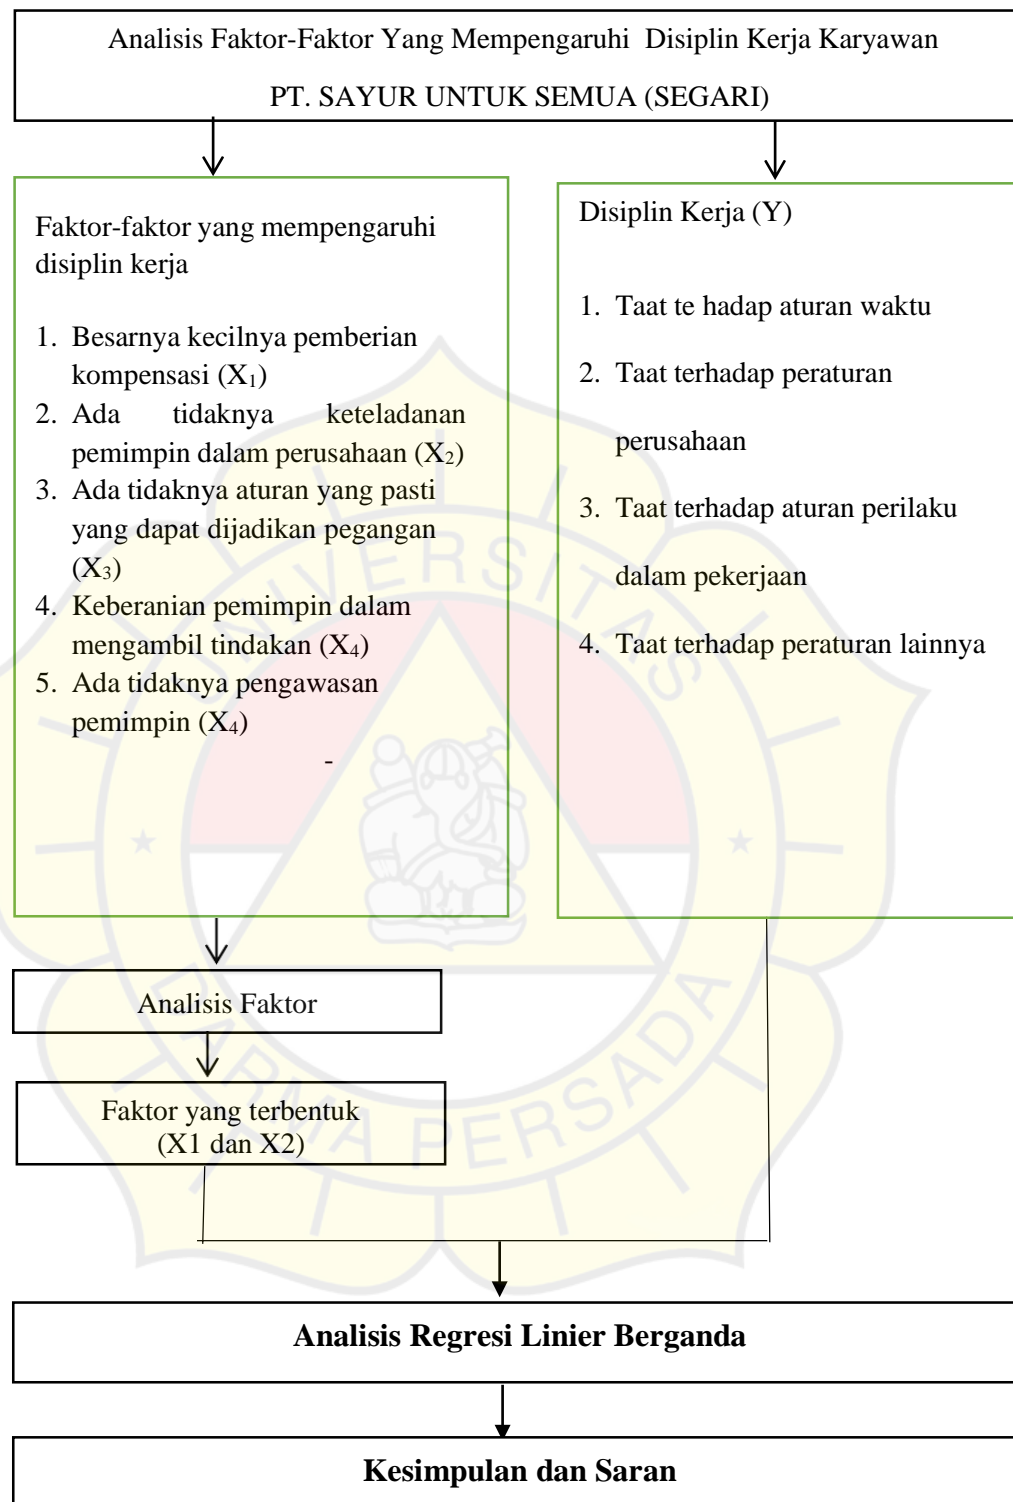 Analisis Faktor-Faktor Yang Mempengaruhi Disiplin Kerja Karyawan
PT. SAYUR UNTUK SEMUA (SEGARI)
Faktor-faktor yang mempengaruhi
disiplin kerja
1. Besarnya kecilnya pemberian
kompensasi (X₁)
2. Ada tidaknya keteladanan
pemimpin dalam perusahaan (X₂)
3. Ada tidaknya aturan yang pasti
yang dapat dijadikan pegangan
(X₃)
4. Keberanian pemimpin dalam
mengambil tindakan (X₄)
5. Ada tidaknya pengawasan
pemimpin (X₄)
-
Disiplin Kerja (Y)
1. Taat te hadap aturan waktu
2. Taat terhadap peraturan
perusahaan
3. Taat terhadap aturan perilaku
dalam pekerjaan
4. Taat terhadap peraturan lainnya
Analisis Faktor
Faktor yang terbentuk
(X1 dan X2)
Analisis Regresi Linier Berganda
Kesimpulan dan Saran
UNIVERSITAS
DARMA PERSADA